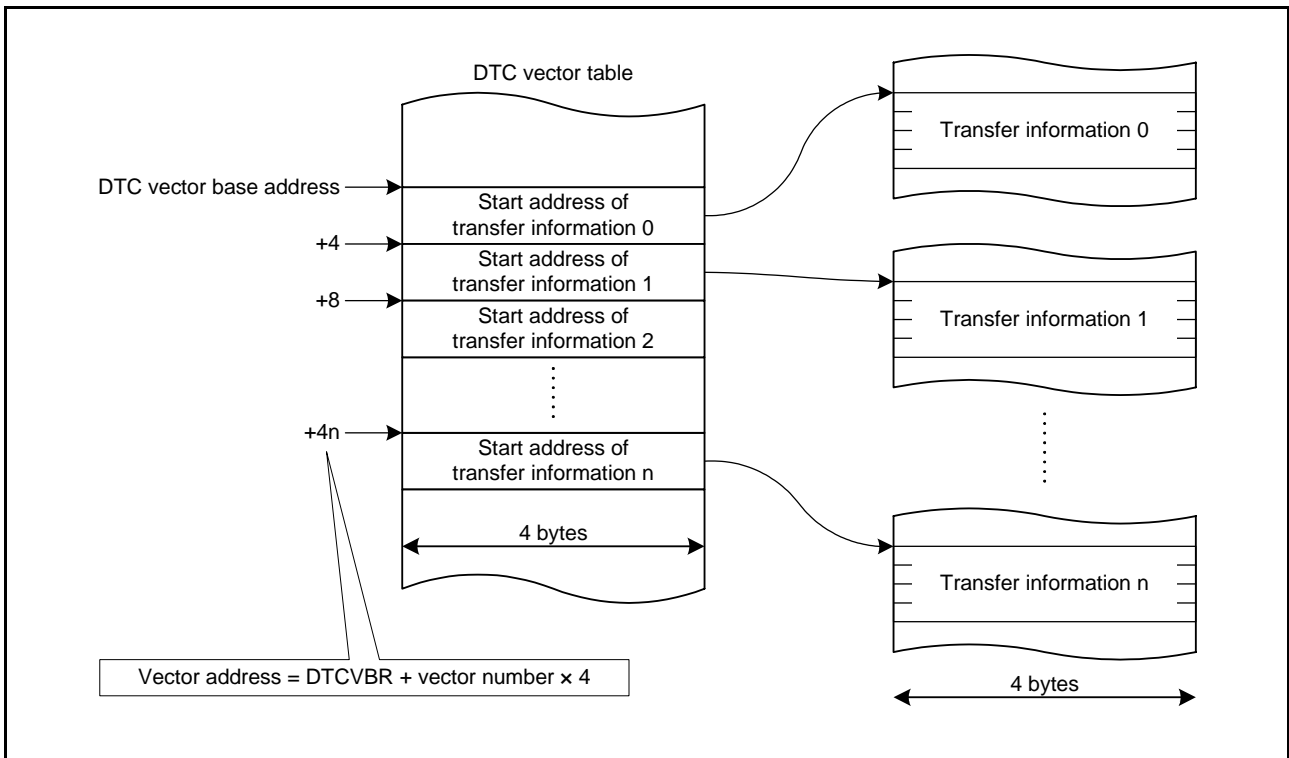 DTC vector table
DTC vector base address
Start address of
transfer information 0
+4
Start address of
transfer information 1
+8
Start address of
transfer information 2
+4n
Start address of
transfer information n
4 bytes
Vector address = DTCVBR + vector number × 4
Transfer information 0
Transfer information 1
Transfer information n
4 bytes